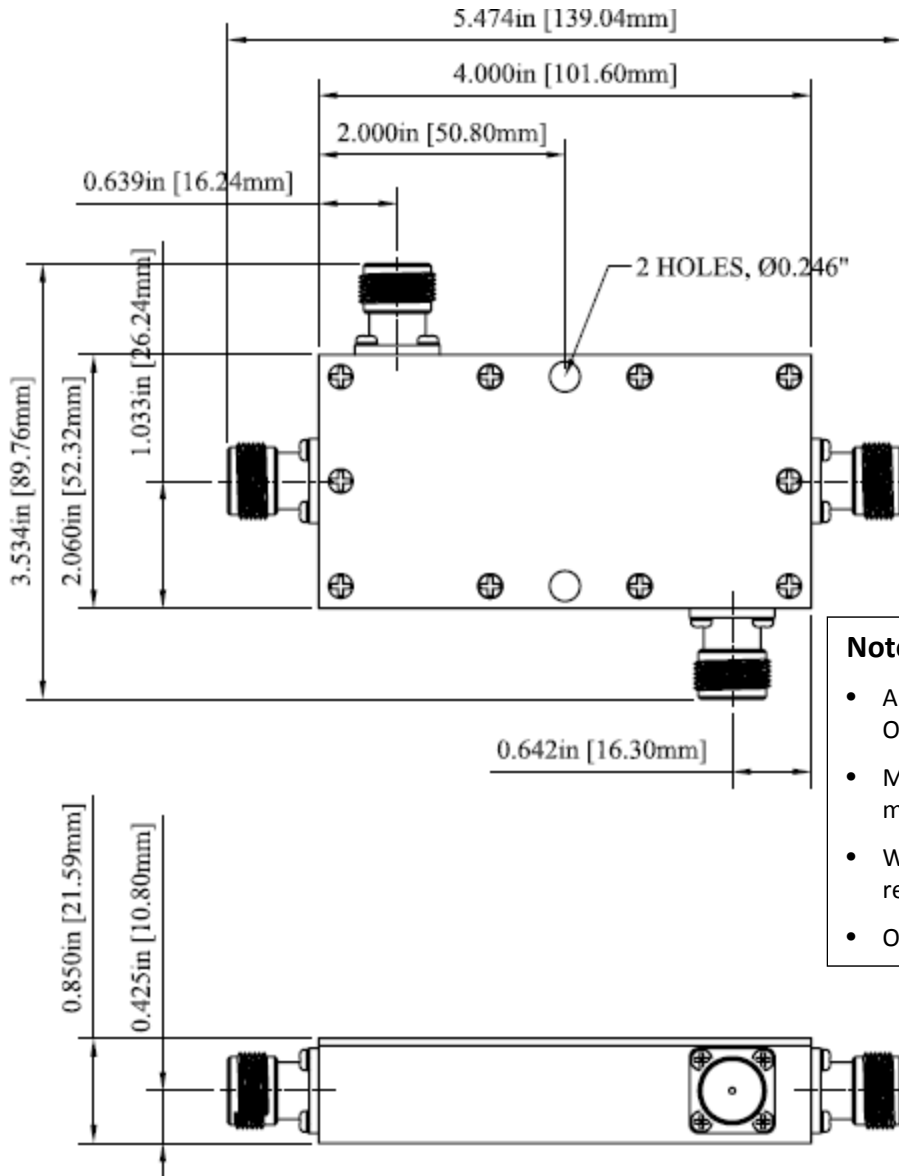 5.474in [139.04mm]
4.000in [101.60mm]
2.000in [50.80mm]
0.639in [16.24mm]
2 HOLES, Ø0.246"
1.033in [26.24mm]
2.060in [52.32mm]
3.534in [89.76mm]
0.642in [16.30mm]
0.850in [21.59mm]
0.425in [10.80mm]